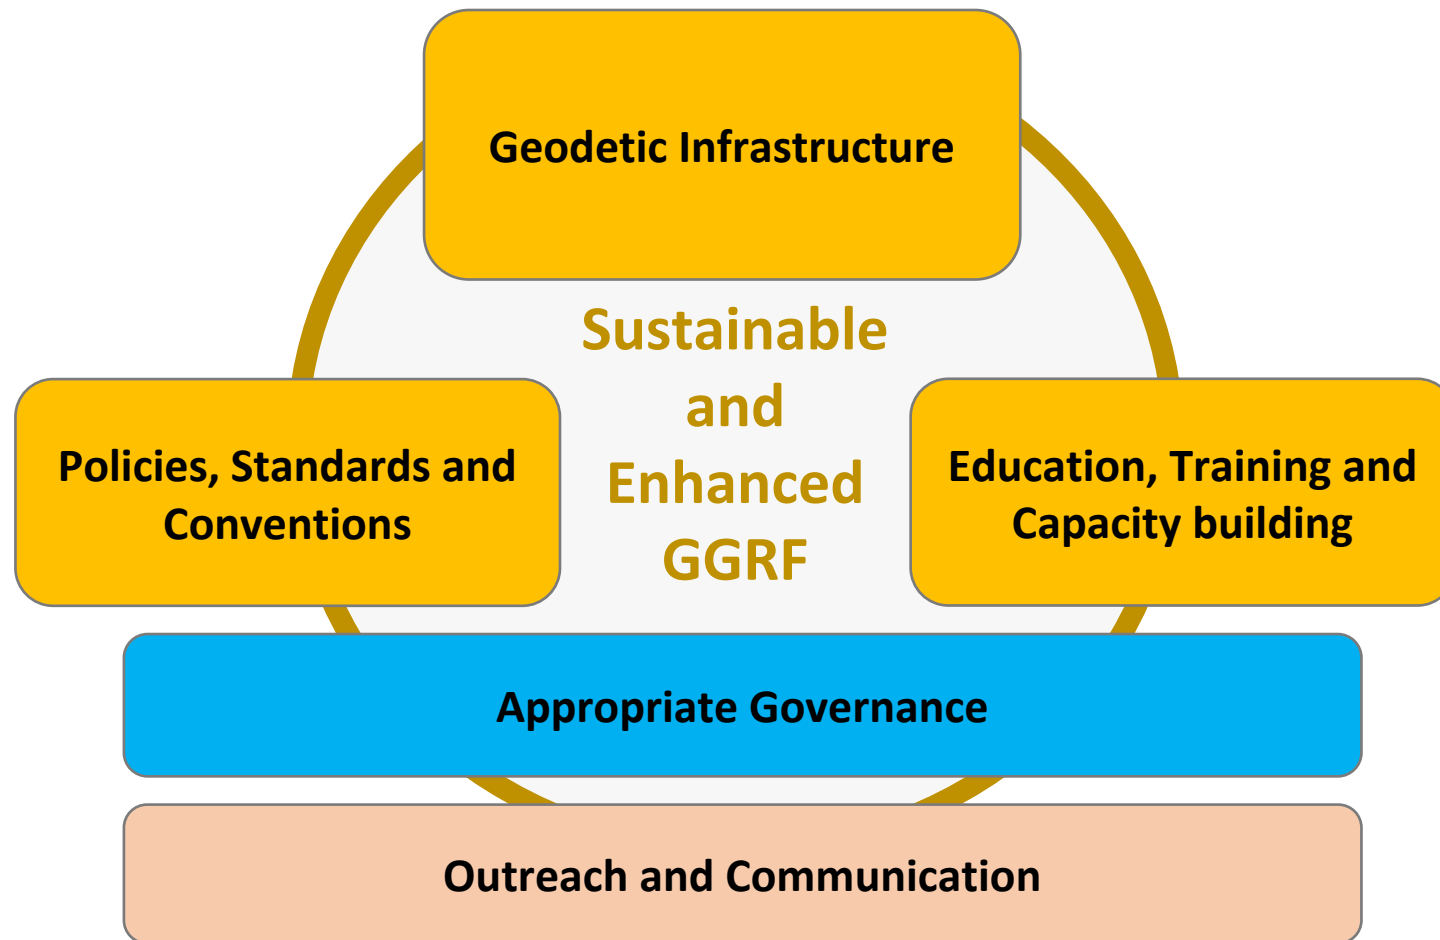 Geodetic Infrastructure
Sustainable
and
Enhanced
GGRF
Policies, Standards and
Conventions
Education, Training and
Capacity building
Appropriate Governance
Outreach and Communication